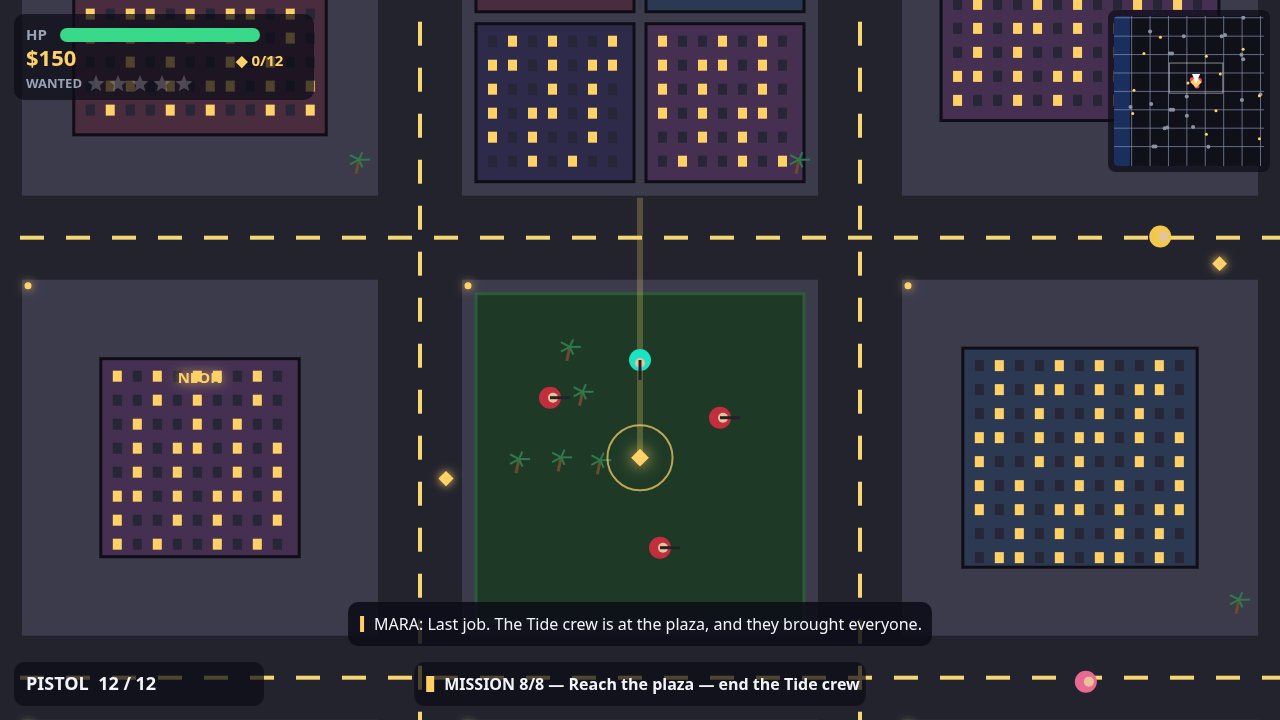 HP
$150
◆ 0/12
WANTED
NEON
MARA: Last job. The Tide crew is at the plaza, and they brought everyone.
PISTOL 12 / 12
MISSION 8/8 — Reach the plaza — end the Tide crew